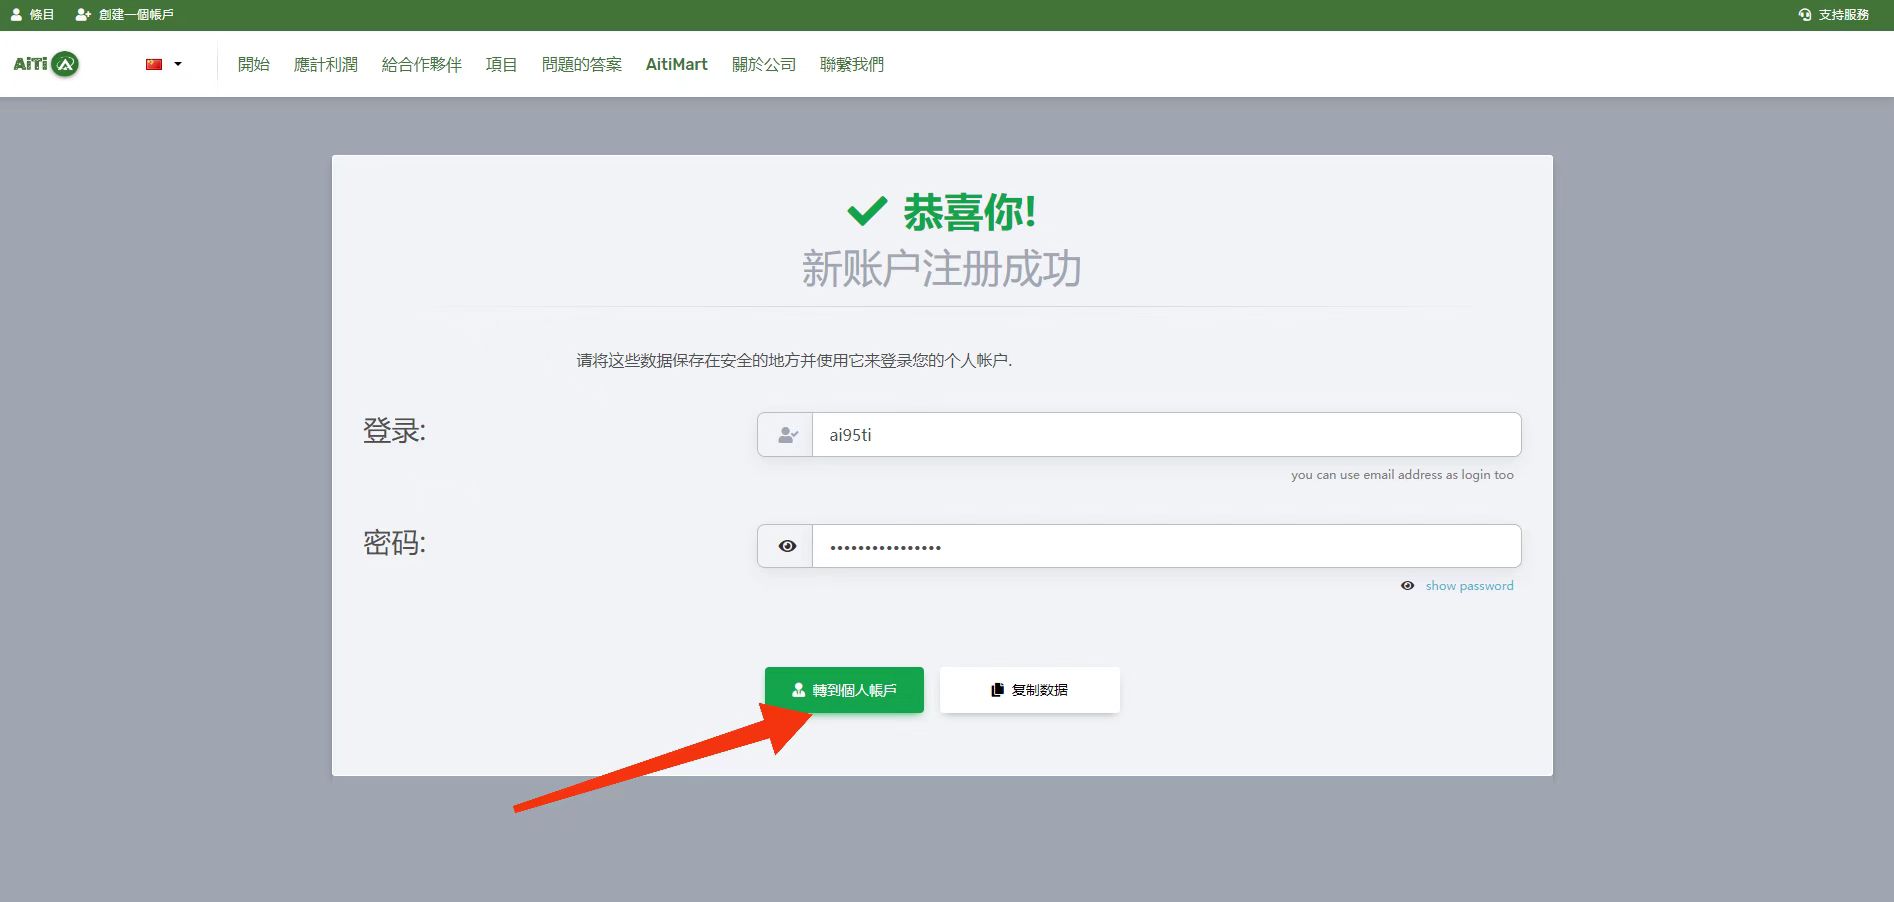 條目 創建一個帳戶 支持服務
AiTi 開始 應計利潤 給合作夥伴 項目 問題的答案 AitiMart 關於公司 聯繫我們
恭喜你!
新账户注册成功
请将这些数据保存在安全的地方并使用它来登录您的个人帐户.
登录: ai95ti
you can use email address as login too
密码: ••••••••••••••••
show password
轉到個人帳戶 复制数据